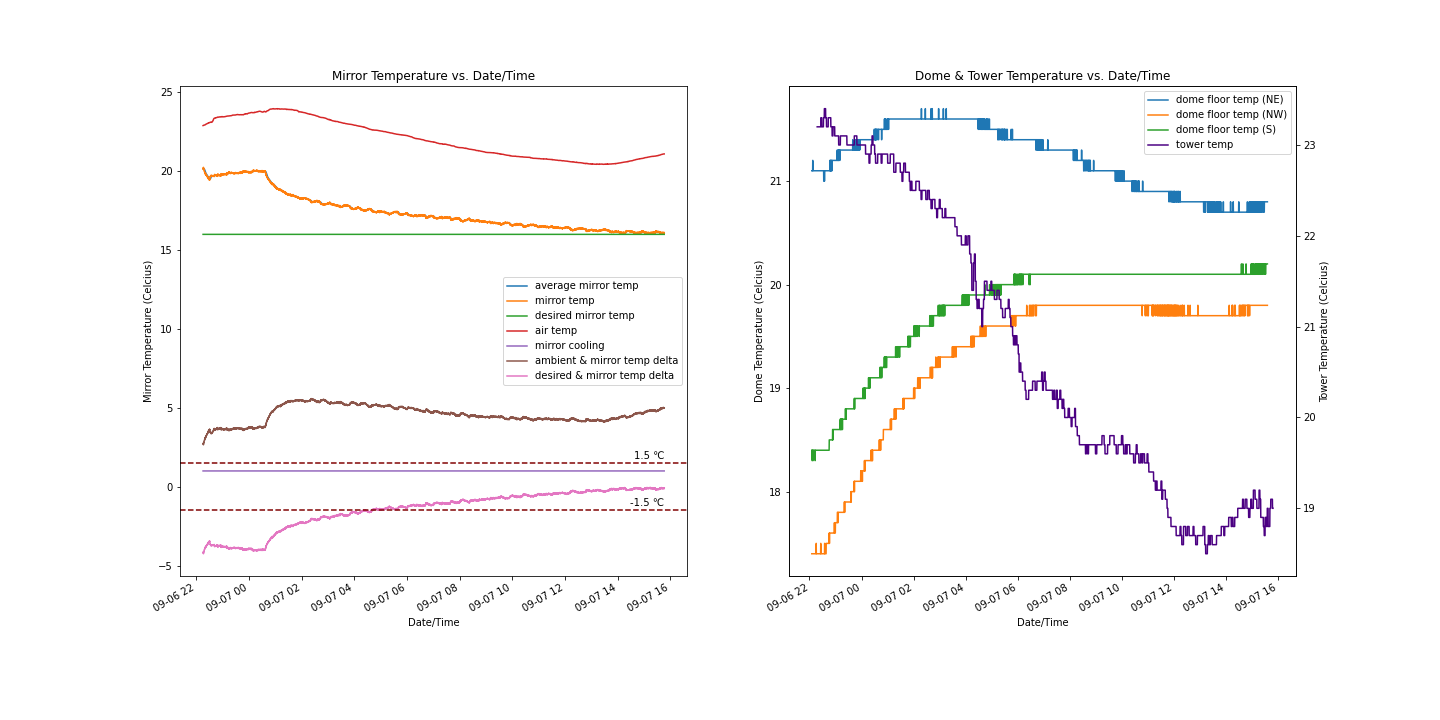 Mirror Temperature vs. Date/Time
25
20
15
10
5
0
−5
Mirror Temperature (Celcius)
average mirror temp
mirror temp
desired mirror temp
air temp
mirror cooling
ambient & mirror temp delta
desired & mirror temp delta
1.5 ℃
-1.5 ℃
09-06 22
09-07 00
09-07 02
09-07 04
09-07 06
09-07 08
09-07 10
09-07 12
09-07 14
09-07 16
Date/Time
Dome & Tower Temperature vs. Date/Time
21
20
19
18
Dome Temperature (Celcius)
dome floor temp (NE)
dome floor temp (NW)
dome floor temp (S)
tower temp
23
22
21
20
19
Tower Temperature (Celcius)
09-06 22
09-07 00
09-07 02
09-07 04
09-07 06
09-07 08
09-07 10
09-07 12
09-07 14
09-07 16
Date/Time